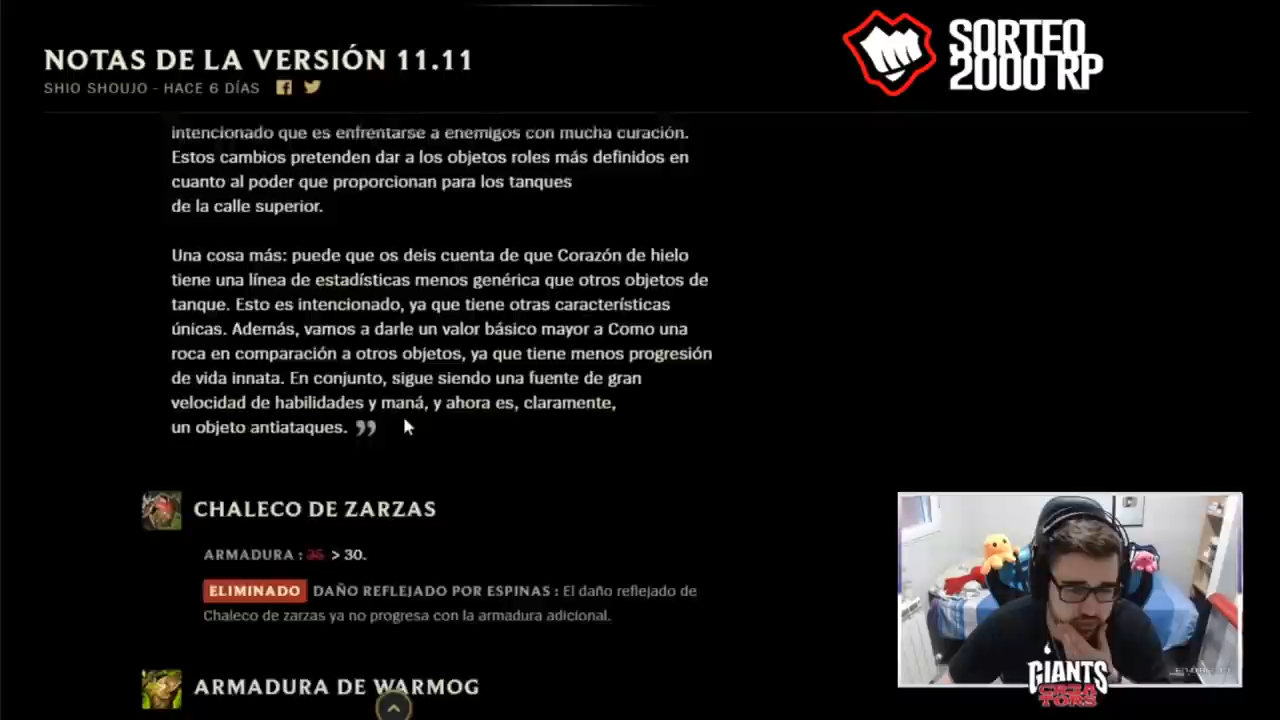 NOTAS DE LA VERSIÓN 11.11
SHIO SHOUJO - HACE 6 DÍAS
SORTEO
2000 RP
intencionado que es enfrentarse a enemigos con mucha curación.
Estos cambios pretenden dar a los objetos roles más definidos en
cuanto al poder que proporcionan para los tanques
de la calle superior.
Una cosa más: puede que os deis cuenta de que Corazón de hielo
tiene una línea de estadísticas menos genérica que otros objetos de
tanque. Esto es intencionado, ya que tiene otras características
únicas. Además, vamos a darle un valor básico mayor a Como una
roca en comparación a otros objetos, ya que tiene menos progresión
de vida innata. En conjunto, sigue siendo una fuente de gran
velocidad de habilidades y maná, y ahora es, claramente,
un objeto antiataques. ”
CHALECO DE ZARZAS
ARMADURA : 35 > 30.
ELIMINADO DAÑO REFLEJADO POR ESPINAS : El daño reflejado de
Chaleco de zarzas ya no progresa con la armadura adicional.
ARMADURA DE WARMOG
GIANTS
CREATORS